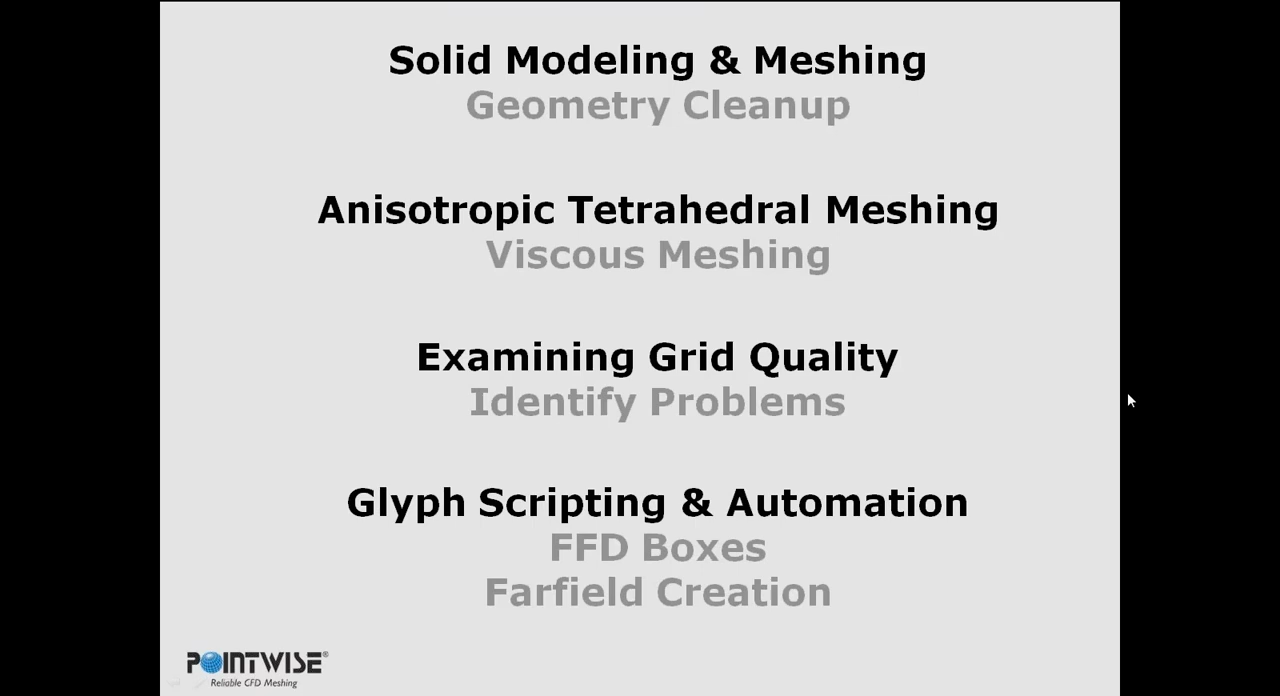 Solid Modeling & Meshing
Geometry Cleanup
Anisotropic Tetrahedral Meshing
Viscous Meshing
Examining Grid Quality
Identify Problems
Glyph Scripting & Automation
FFD Boxes
Farfield Creation
POINTWISE®
Reliable CFD Meshing